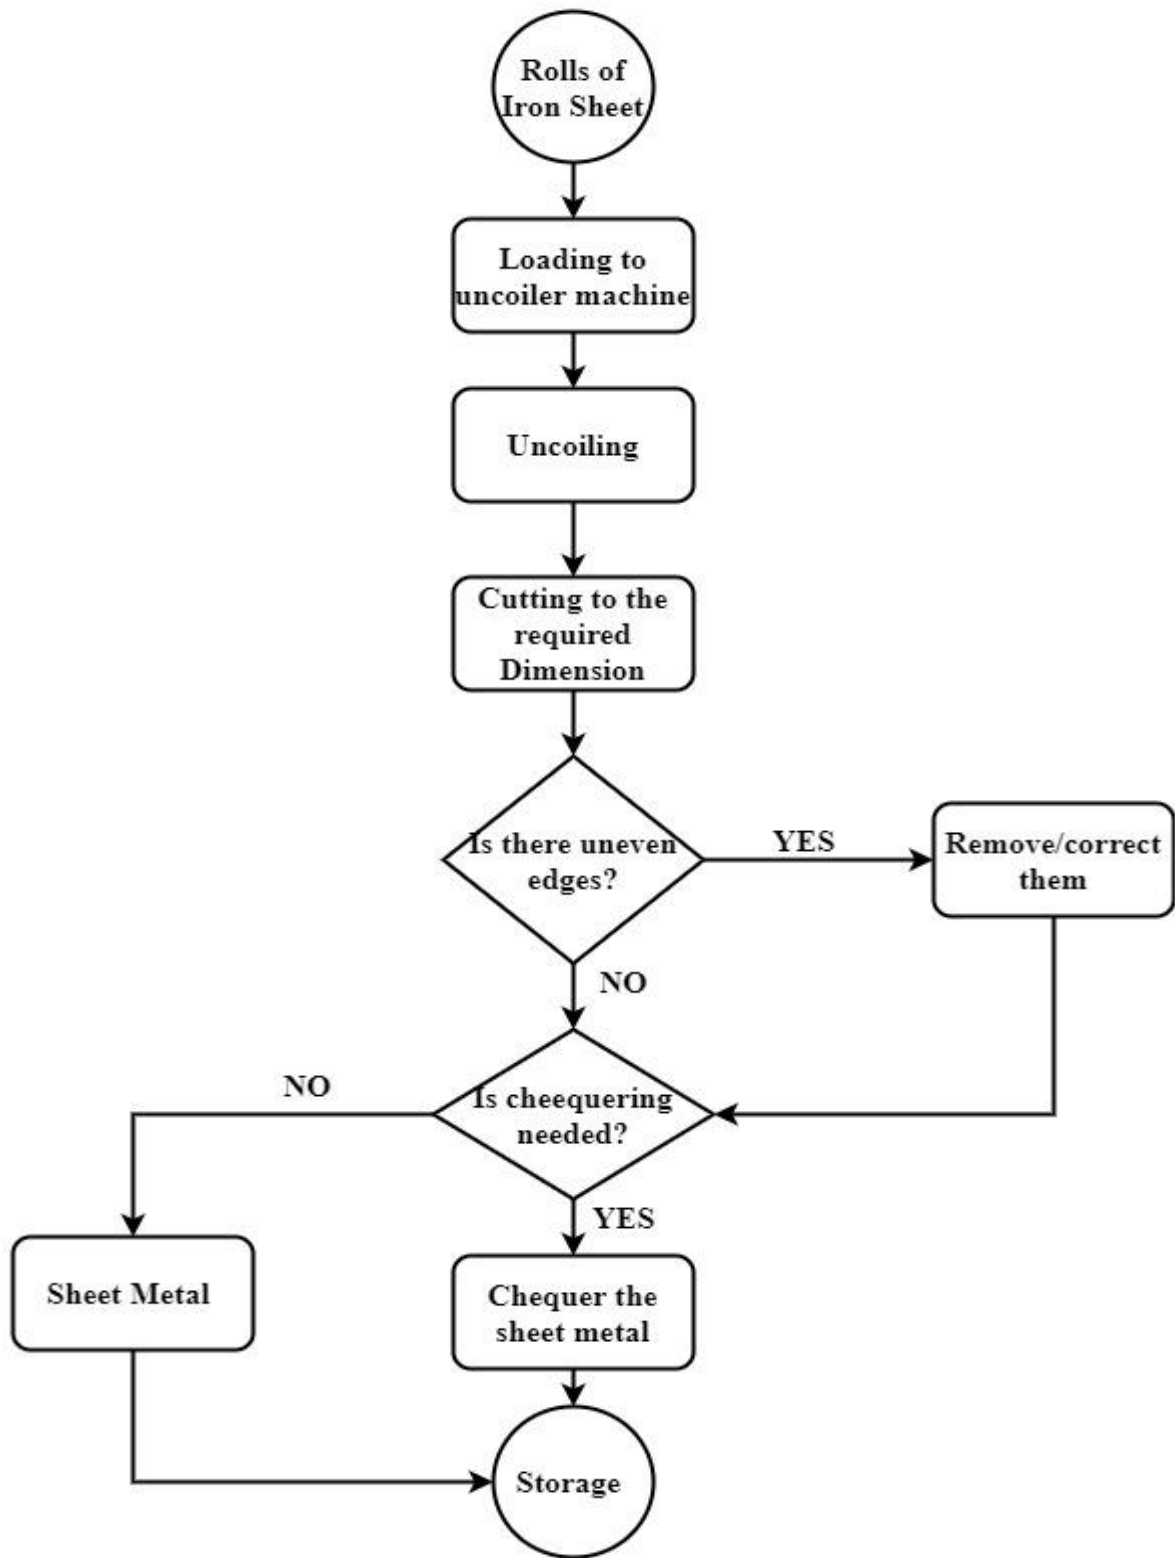 Rolls of
Iron Sheet
Loading to
uncoiler machine
Uncoiling
Cutting to the
required
Dimension
Is there uneven
edges?
YES
Remove/correct
them
NO
Is cheequering
needed?
NO
YES
Sheet Metal
Chequer the
sheet metal
Storage